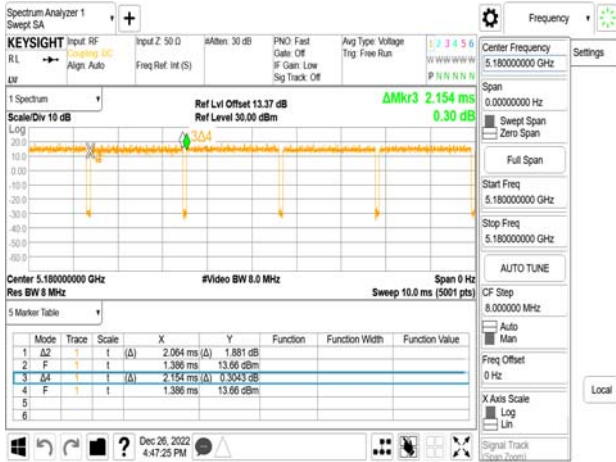 Spectrum Analyzer 1
Swept SA
Frequency
KEYSIGHT
RL
Input: RF
Coupling: DC
Align: Auto
Input Z: 50 Ω
Freq Ref: Int (S)
#Atten: 30 dB
PNO: Fast
Gate: Off
IF Gain: Low
Sig Track: Off
Avg Type: Voltage
Trig: Free Run
1 2 3 4 5 6
W W W W W W
P N N N N N
1 Spectrum
Scale/Div 10 dB
Ref Lvl Offset 13.37 dB
Ref Level 30.00 dBm
ΔMkr3 2.154 ms
0.30 dB
Log
20.0
10.0
0.00
-10.0
-20.0
-30.0
-40.0
-50.0
-60.0
3Δ4
Center 5.180000000 GHz
Res BW 8 MHz
#Video BW 8.0 MHz
Span 0 Hz
Sweep 10.0 ms (5001 pts)
5 Marker Table
Mode Trace Scale X Y Function Function Width Function Value
1 Δ2 1 t (Δ) 2.064 ms (Δ) 1.881 dB
2 F 1 t 1.386 ms 13.66 dBm
3 Δ4 1 t (Δ) 2.154 ms (Δ) 0.3043 dB
4 F 1 t 1.386 ms 13.66 dBm
5
6
Dec 26, 2022
4:47:25 PM
Center Frequency
5.180000000 GHz
Span
0.00000000 Hz
Swept Span
Zero Span
Full Span
Start Freq
5.180000000 GHz
Stop Freq
5.180000000 GHz
AUTO TUNE
CF Step
8.000000 MHz
Auto
Man
Freq Offset
0 Hz
X Axis Scale
Log
Lin
Signal Track
(Span Zoom)
Settings
Local